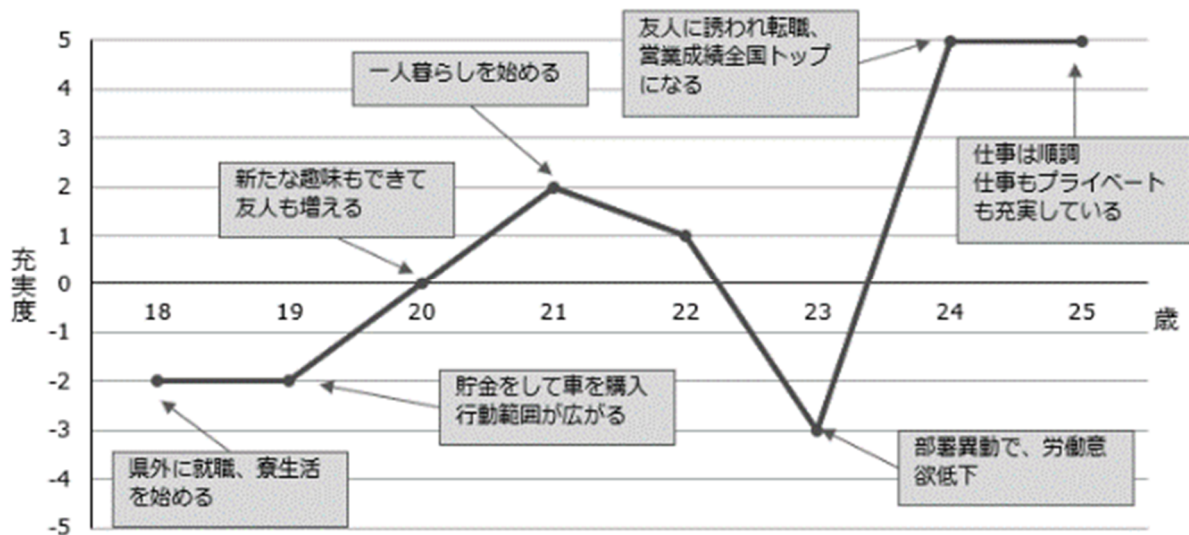 5
4
3
2
1
0
-1
-2
-3
-4
-5
充実度
18
19
20
21
22
23
24
25
歳
県外に就職、寮生活
を始める
貯金をして車を購入
行動範囲が広がる
新たな趣味もできて
友人も増える
一人暮らしを始める
部署異動で、労働意
欲低下
友人に誘われ転職、
営業成績全国トップ
になる
仕事は順調
仕事もプライベート
も充実している